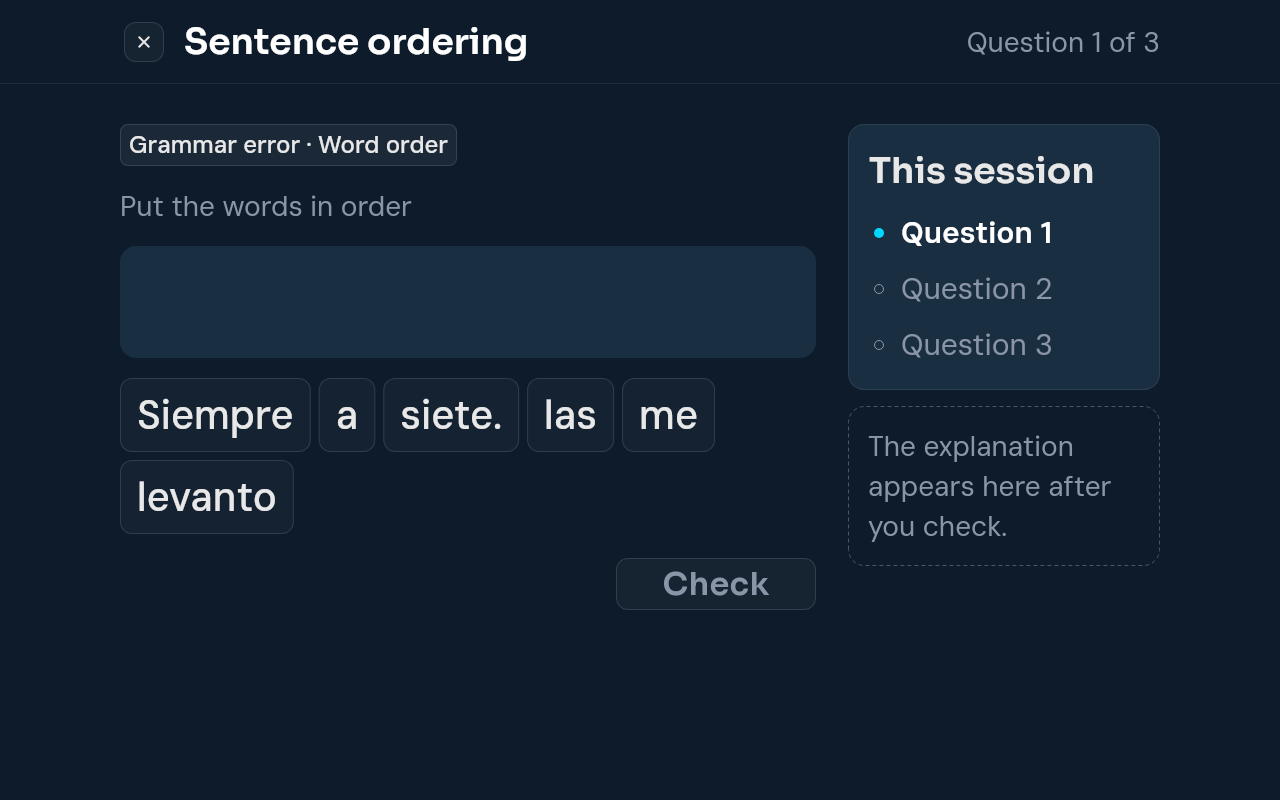 ×
Sentence ordering
Question 1 of 3
Grammar error · Word order
Put the words in order
Siempre a siete. las me
levanto
Check
This session
Question 1
Question 2
Question 3
The explanation
appears here after
you check.